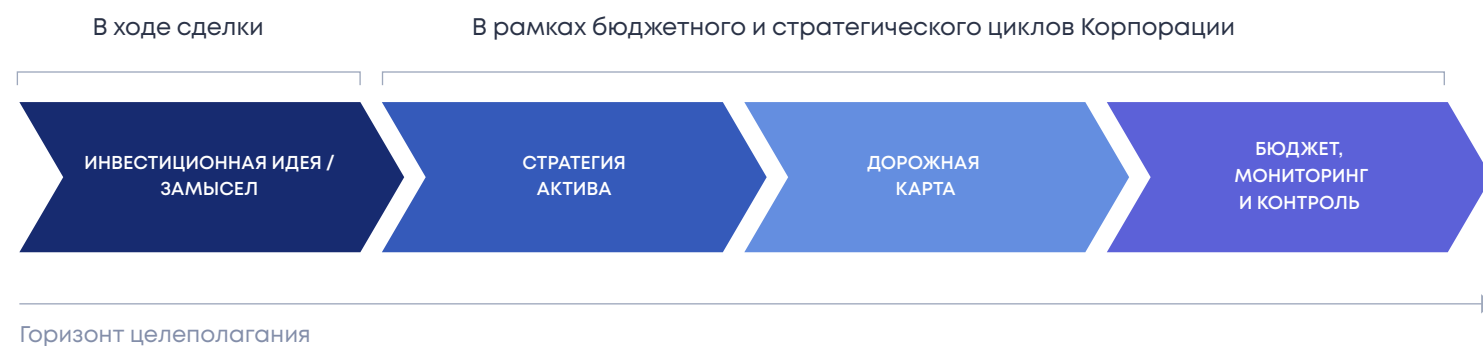 В ходе сделки
В рамках бюджетного и стратегического циклов Корпорации
ИНВЕСТИЦИОННАЯ ИДЕЯ /
ЗАМЫСЕЛ
СТРАТЕГИЯ
АКТИВА
ДОРОЖНАЯ
КАРТА
БЮДЖЕТ,
МОНИТОРИНГ
И КОНТРОЛЬ
Горизонт целеполагания